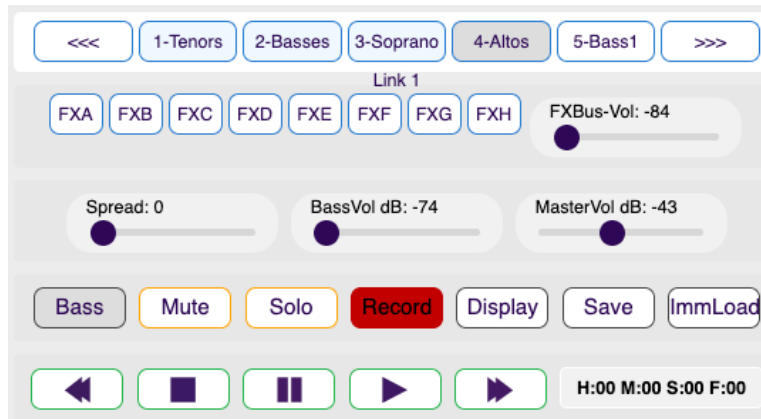 <<< 1-Tenors 2-Basses 3-Soprano 4-Altos 5-Bass1 >>>
Link 1
FXA FXB FXC FXD FXE FXF FXG FXH FXBus-Vol: -84
Spread: 0 BassVol dB: -74 MasterVol dB: -43
Bass Mute Solo Record Display Save ImmLoad
H:00 M:00 S:00 F:00